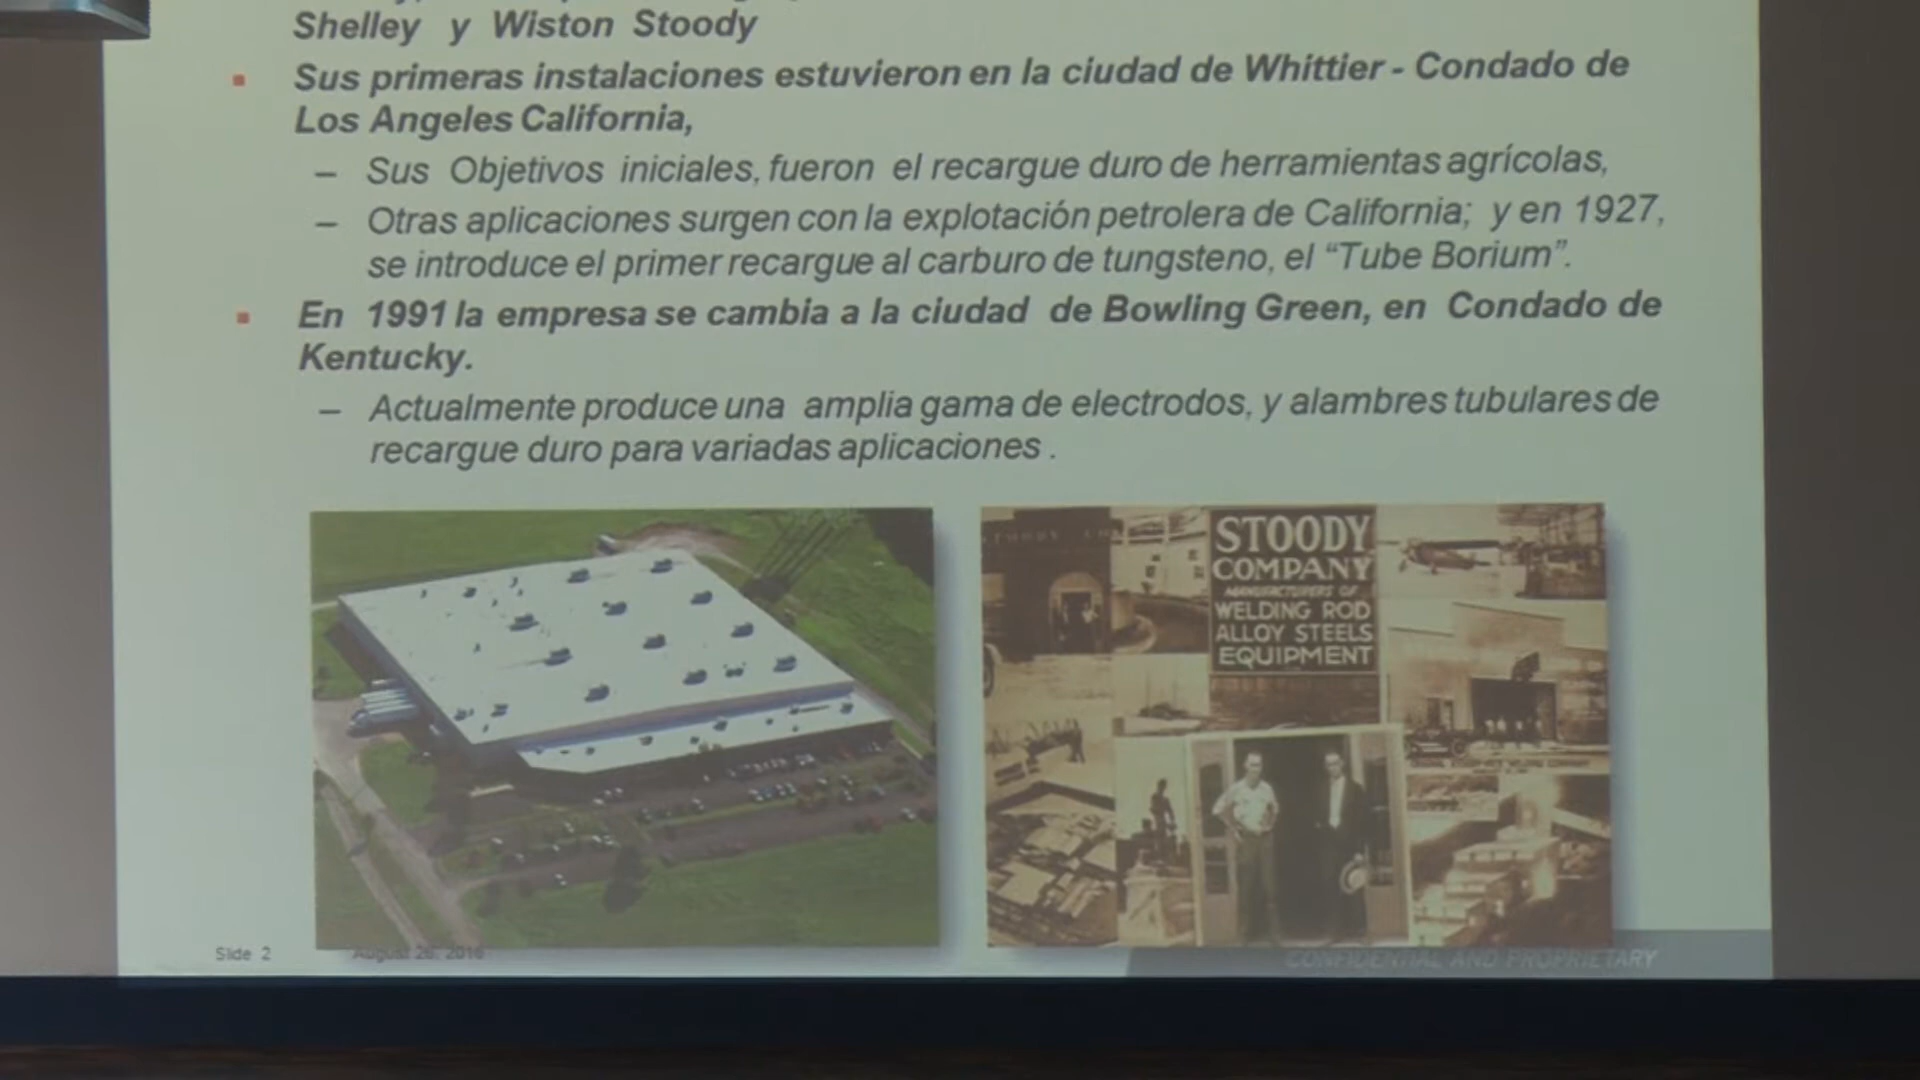 Shelley y Wiston Stoody
Sus primeras instalaciones estuvieron en la ciudad de Whittier - Condado de
Los Angeles California,
– Sus Objetivos iniciales, fueron el recargue duro de herramientas agrícolas,
– Otras aplicaciones surgen con la explotación petrolera de California; y en 1927,
se introduce el primer recargue al carburo de tungsteno, el “Tube Borium”.
En 1991 la empresa se cambia a la ciudad de Bowling Green, en Condado de
Kentucky.
– Actualmente produce una amplia gama de electrodos, y alambres tubulares de
recargue duro para variadas aplicaciones .
STOODY
COMPANY
MANUFACTURERS OF
WELDING ROD
ALLOY STEELS
EQUIPMENT
Slide 2
August 26, 2016
CONFIDENTIAL AND PROPRIETARY